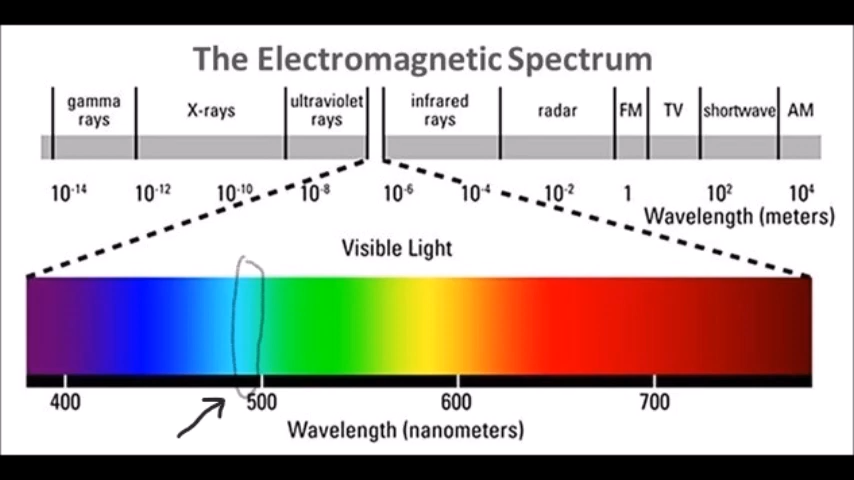 The Electromagnetic Spectrum
gamma rays X-rays ultraviolet rays infrared rays radar FM TV shortwave AM
10⁻¹⁴ 10⁻¹² 10⁻¹⁰ 10⁻⁸ 10⁻⁶ 10⁻⁴ 10⁻² 1 10² 10⁴
Wavelength (meters)
Visible Light
400 500 600 700
Wavelength (nanometers)